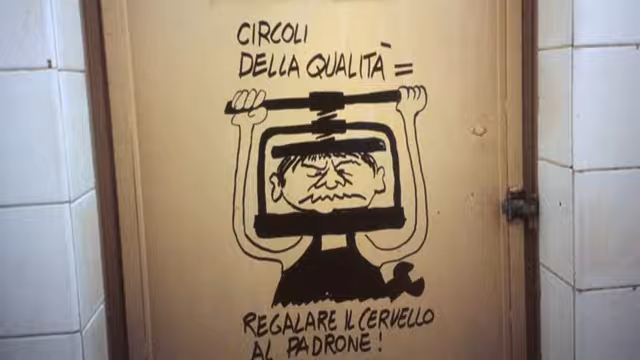 CIRCOLI
DELLA QUALITÀ =
REGALARE IL CERVELLO
AL PADRONE!